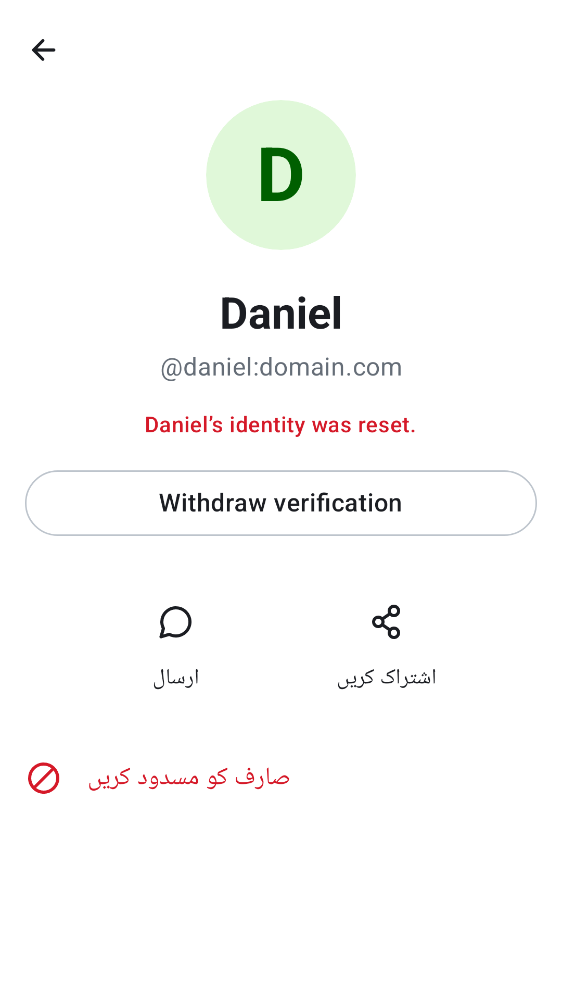 D
Daniel
@daniel:domain.com
Daniel's identity was reset.
Withdraw verification
ارسال
اشتراک کریں
صارف کو مسدود کریں